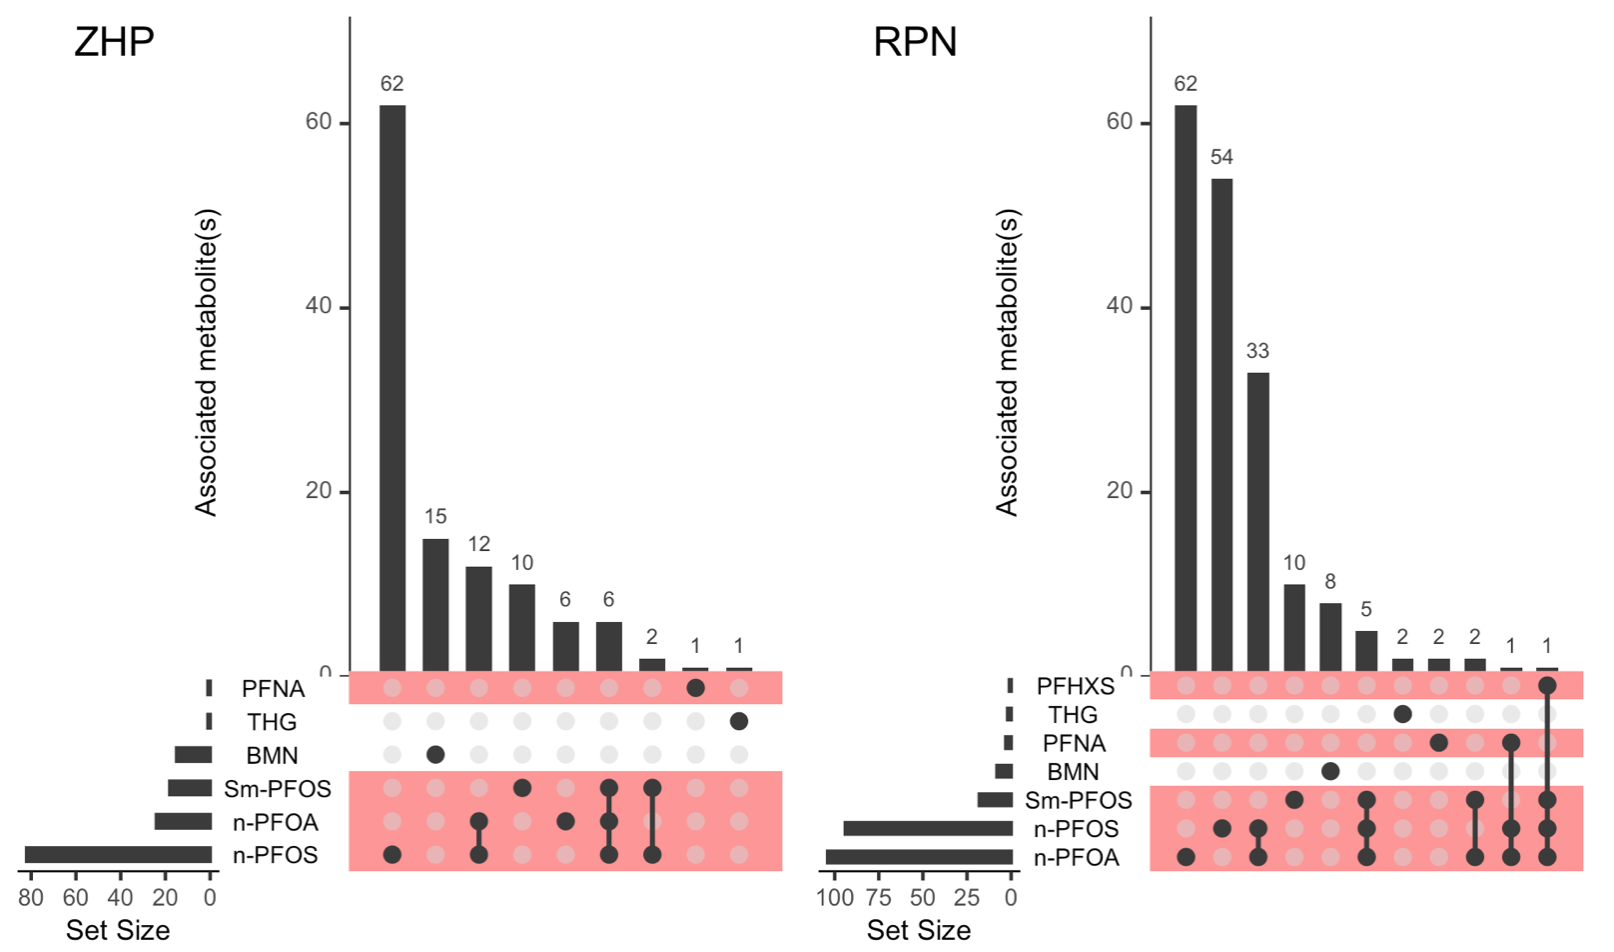 ZHP
62
60
Associated metabolite(s)
40
20
15
12
10
6
6
2
1
1
0
PFNA
THG
BMN
Sm-PFOS
n-PFOA
n-PFOS
80 60 40 20 0
Set Size
RPN
62
60
54
Associated metabolite(s)
40
33
20
10
8
5
2
2
2
1
1
0
PFHXS
THG
PFNA
BMN
Sm-PFOS
n-PFOS
n-PFOA
100 75 50 25 0
Set Size